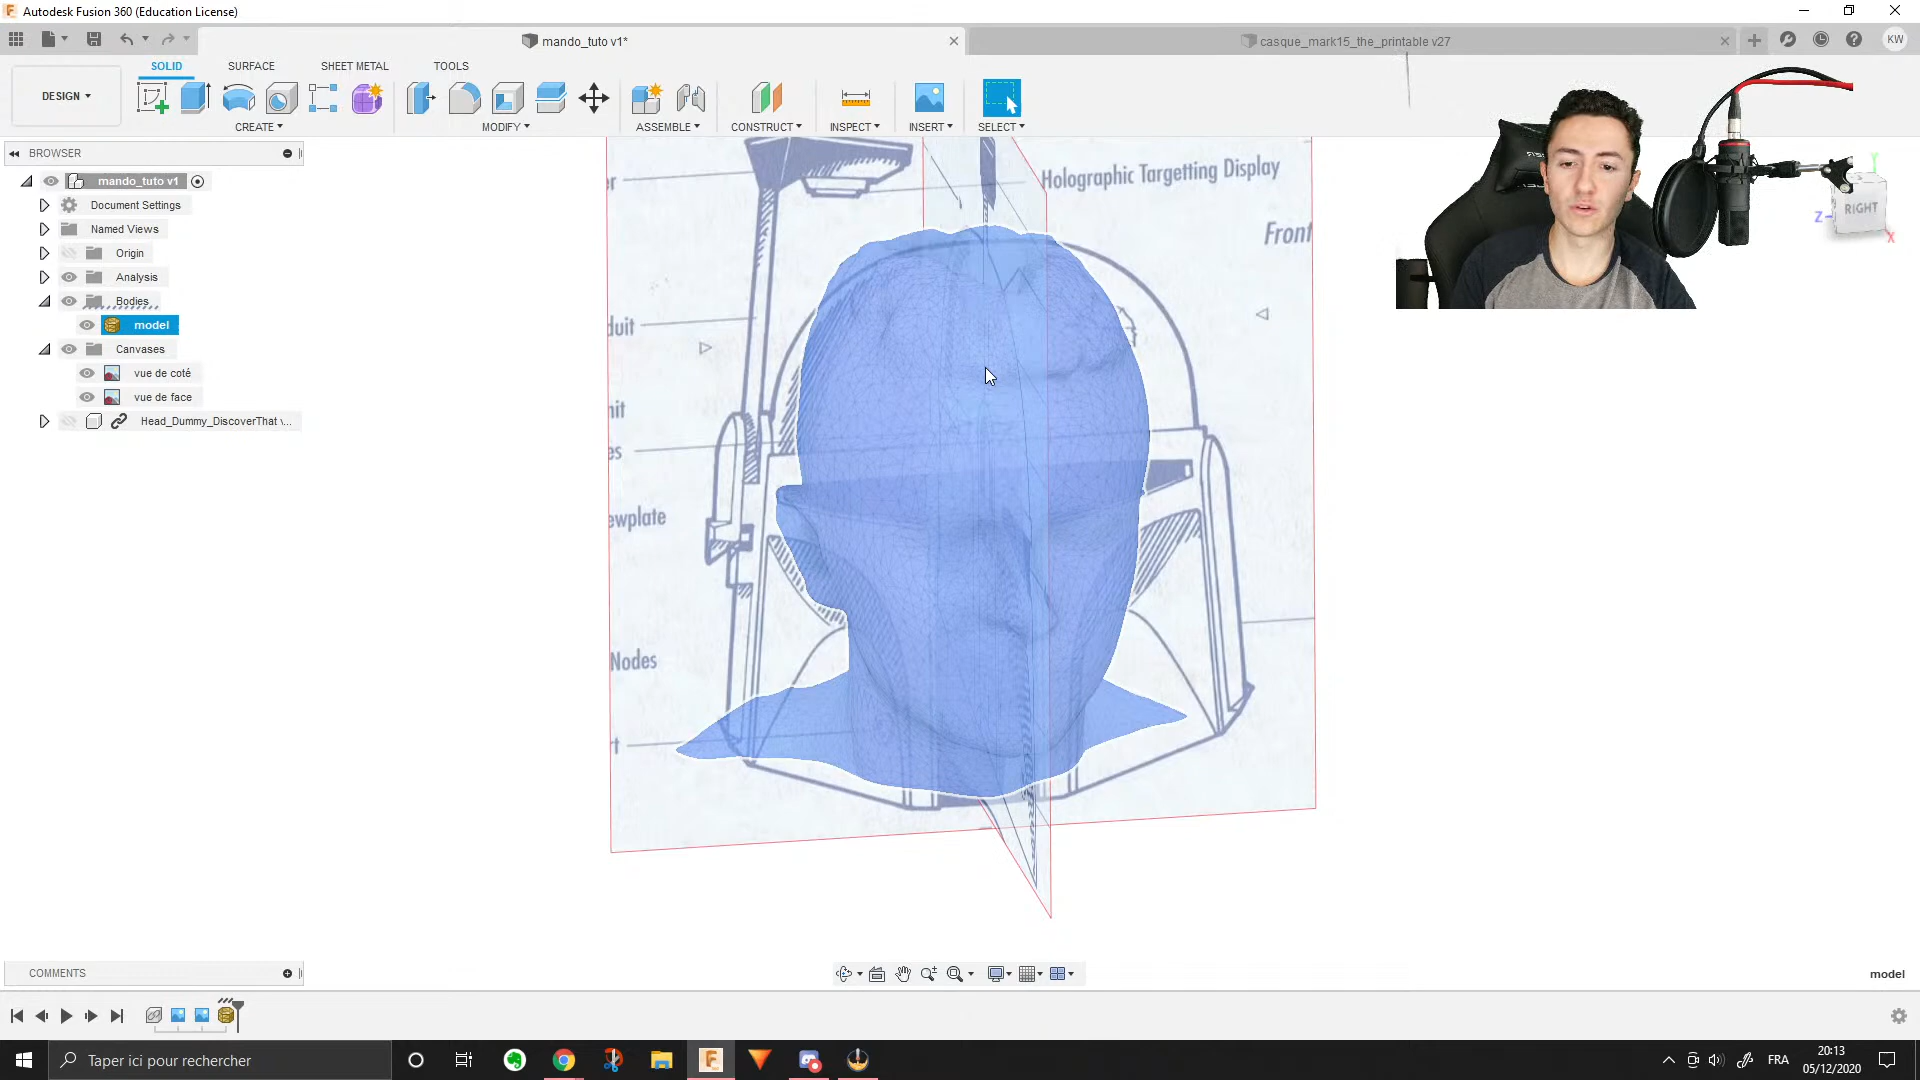 Autodesk Fusion 360 (Education License)
mando_tuto v1*
casque_mark15_the_printable v27
KW
DESIGN
SOLID
SURFACE
SHEET METAL
TOOLS
CREATE
MODIFY
ASSEMBLE
CONSTRUCT
INSPECT
INSERT
SELECT
BROWSER
mando_tuto v1
Document Settings
Named Views
Origin
Analysis
Bodies
model
Canvases
vue de coté
vue de face
Head_Dummy_DiscoverThat v...
r
Holographic Targetting Display
Front
duit
nit
es
ewplate
Nodes
t
Y
RIGHT
Z
X
COMMENTS
model
Taper ici pour rechercher
FRA
20:13
05/12/2020